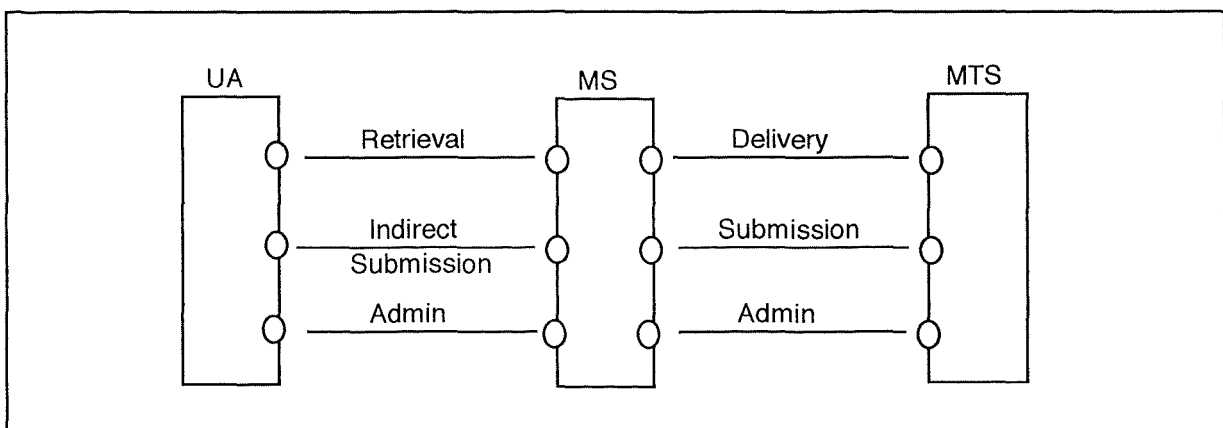 UA
MS
MTS
Retrieval
Delivery
Indirect
Submission
Submission
Admin
Admin